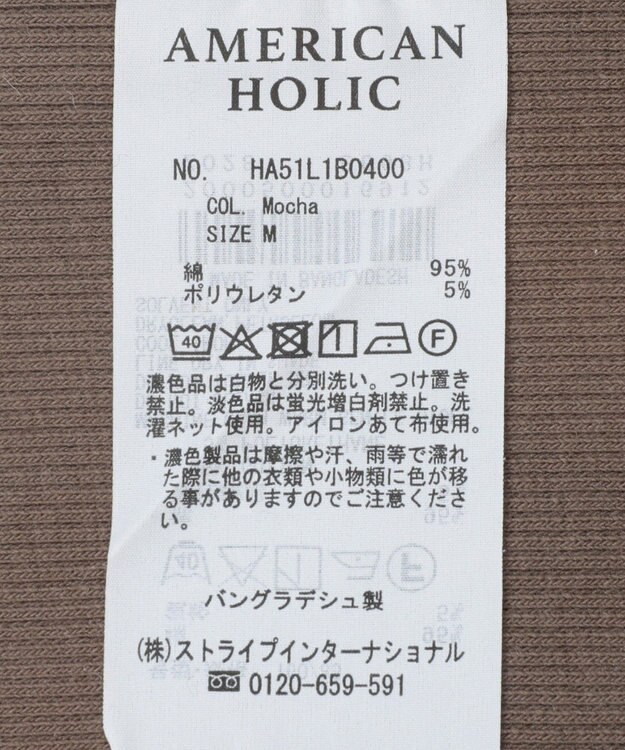 AMERICAN
HOLIC
NO. HA51L1B0400
COL. Mocha
SIZE M
綿 95%
ポリウレタン 5%
40 F
濃色品は白物と分別洗い。つけ置き
禁止。淡色品は蛍光増白剤禁止。洗
濯ネット使用。アイロンあて布使用。
・濃色製品は摩擦や汗、雨等で濡れ
た際に他の衣類や小物類に色が移
る事がありますのでご注意くださ
い。
バングラデシュ製
(株)ストライプインターナショナル
0120-659-591